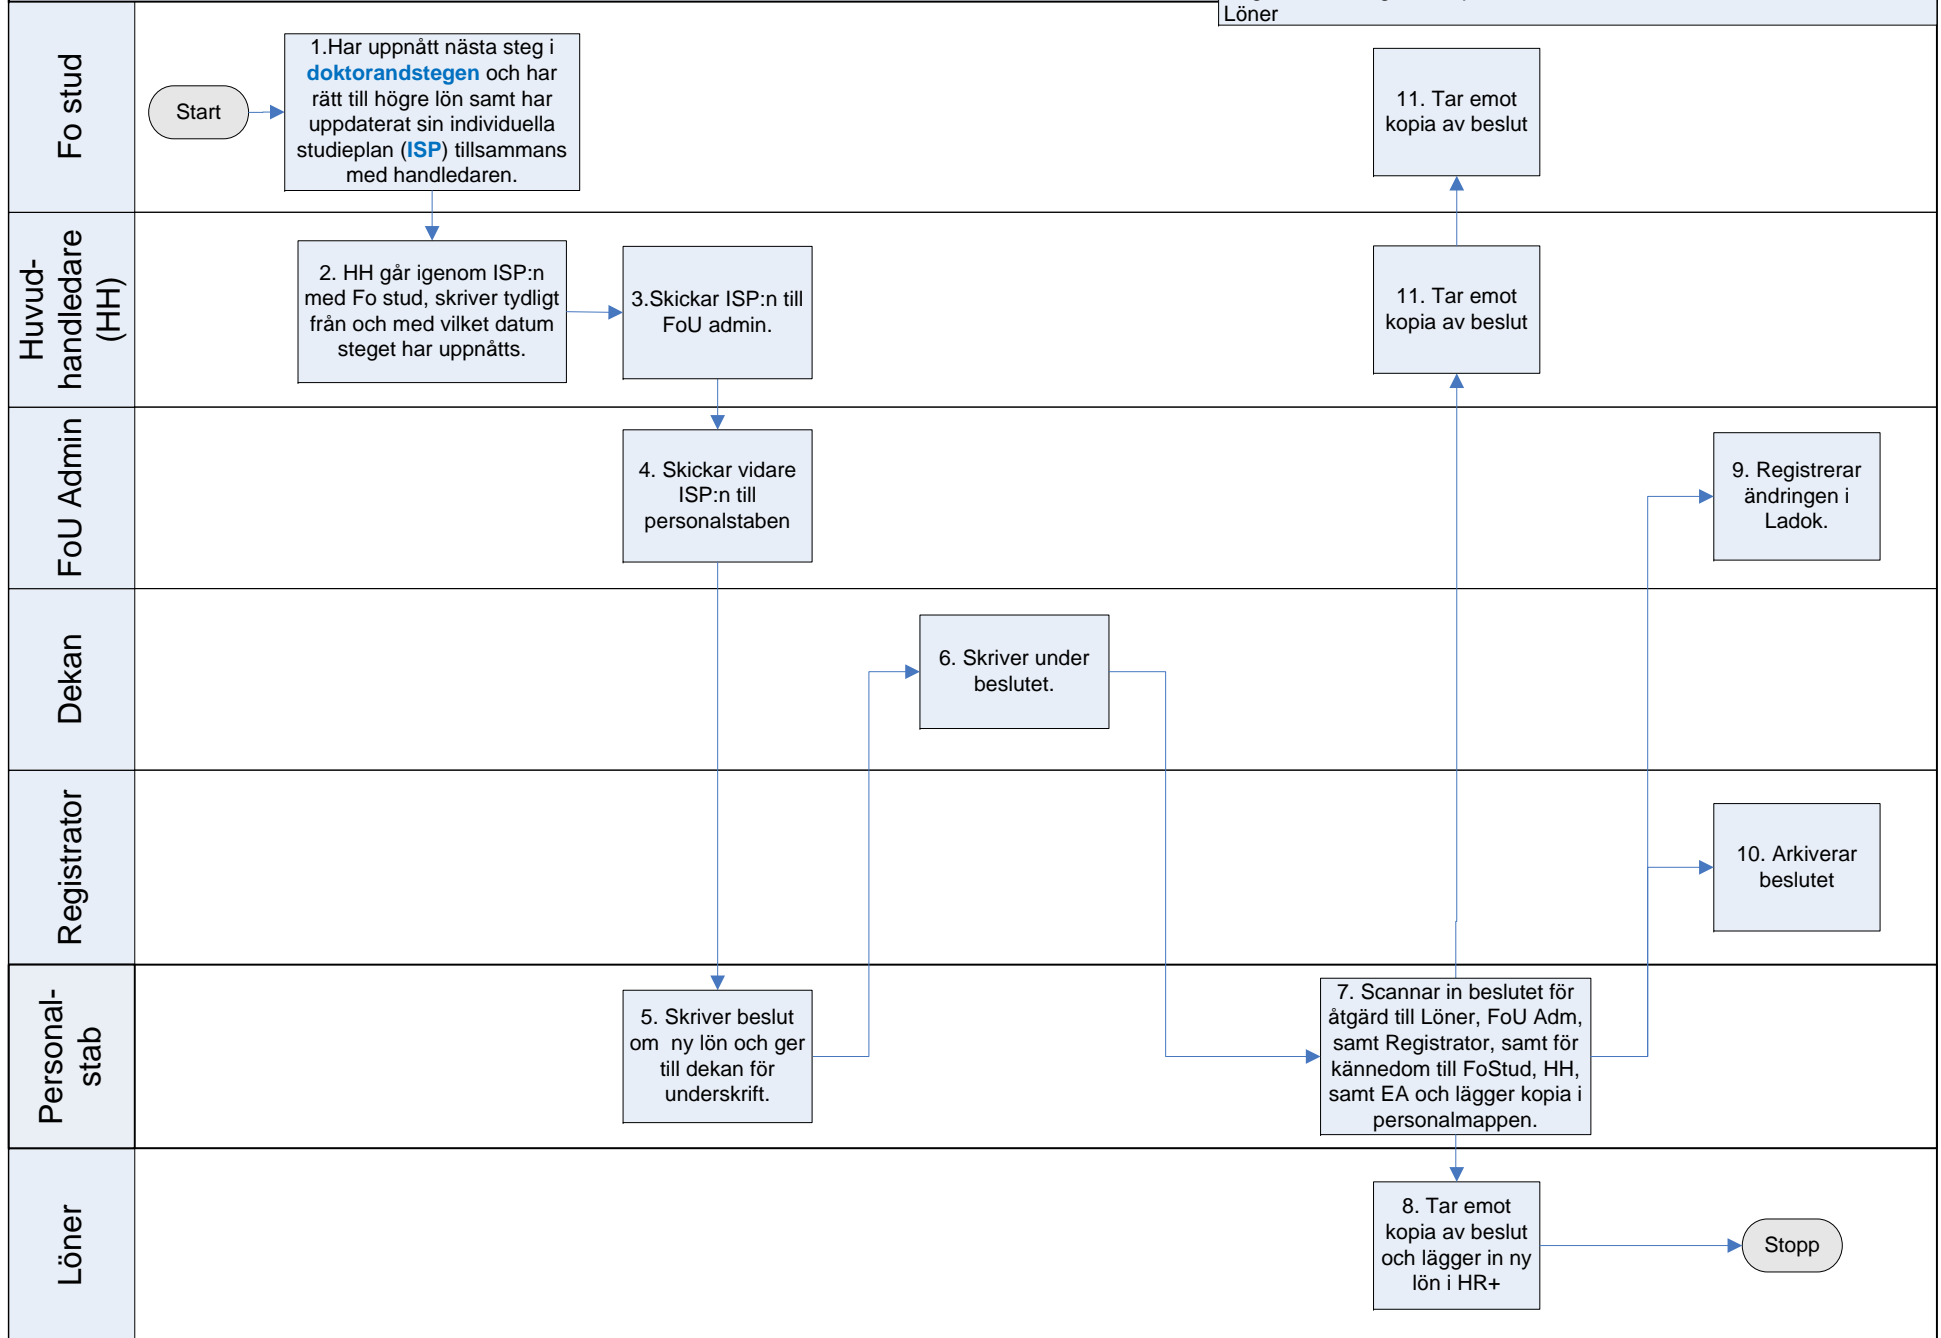 Löner
Fo stud
Start
1.Har uppnått nästa steg i
doktorandstegen och har
rätt till högre lön samt har
uppdaterat sin individuella
studieplan (ISP) tillsammans
med handledaren.
11. Tar emot
kopia av beslut
Huvud-
handledare
(HH)
2. HH går igenom ISP:n
med Fo stud, skriver tydligt
från och med vilket datum
steget har uppnåtts.
3.Skickar ISP:n till
FoU admin.
11. Tar emot
kopia av beslut
FoU Admin
4. Skickar vidare
ISP:n till
personalstaben
9. Registrerar
ändringen i
Ladok.
Dekan
6. Skriver under
beslutet.
Registrator
10. Arkiverar
beslutet
Personal-
stab
5. Skriver beslut
om  ny lön och ger
till dekan för
underskrift.
7. Scannar in beslutet för
åtgärd till Löner, FoU Adm,
samt Registrator, samt för
kännedom till FoStud, HH,
samt EA och lägger kopia i
personalmappen.
Löner
8. Tar emot
kopia av beslut
och lägger in ny
lön i HR+
Stopp